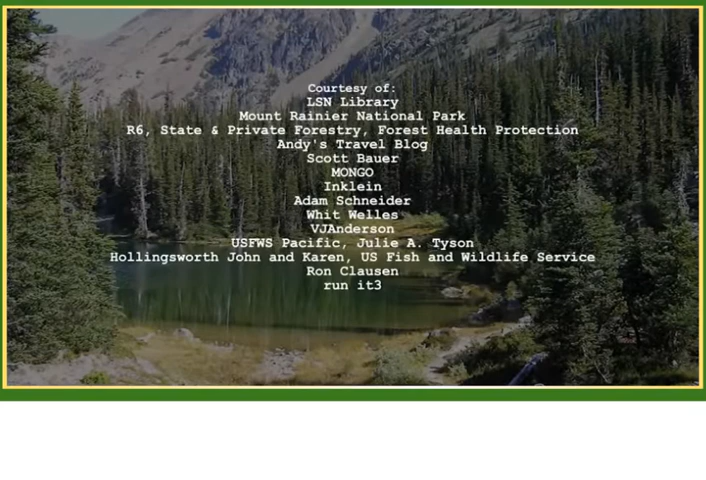 Courtesy of:
LSN Library
Mount Rainier National Park
R6, State & Private Forestry, Forest Health Protection
Andy's Travel Blog
Scott Bauer
MONGO
Inklein
Adam Schneider
Whit Welles
VJAnderson
USFWS Pacific, Julie A. Tyson
Hollingsworth John and Karen, US Fish and Wildlife Service
Ron Clausen
run it3